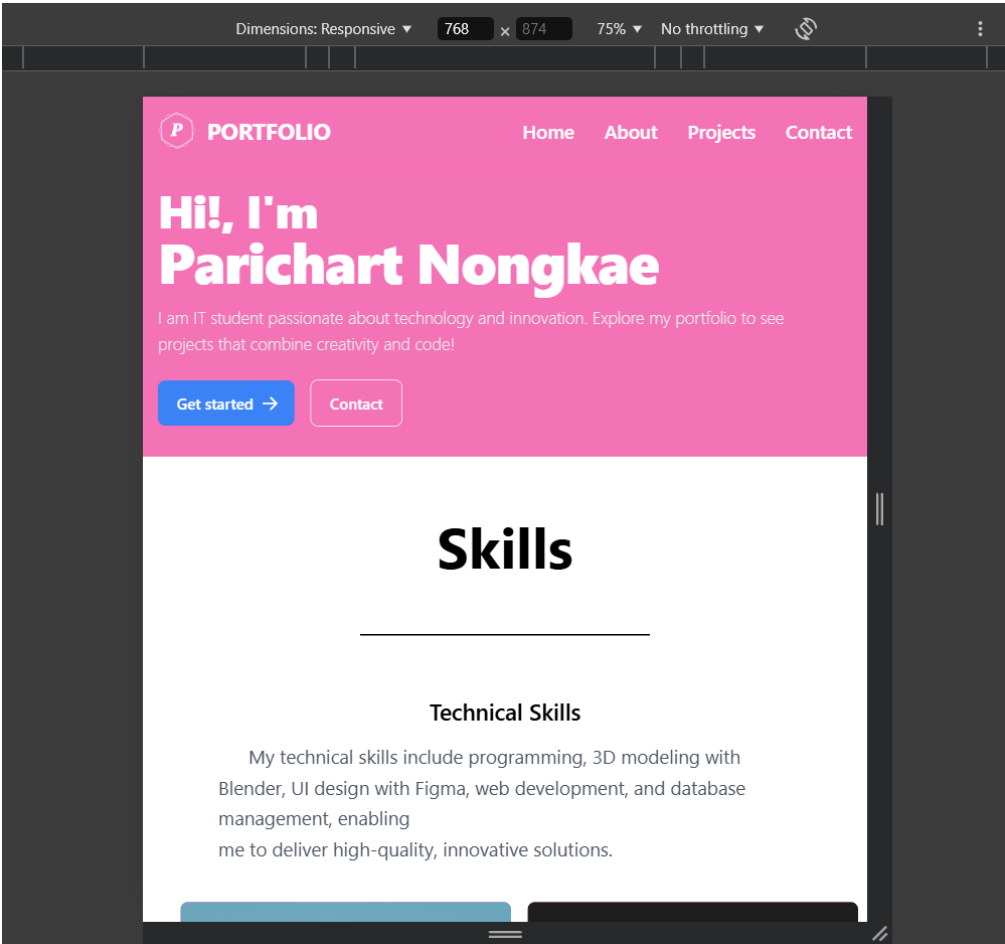 Dimensions: Responsive ▼ 768 × 874 75% ▼ No throttling ▼
P PORTFOLIO Home About Projects Contact
Hi!, I'm
Parichart Nongkae
I am IT student passionate about technology and innovation. Explore my portfolio to see
projects that combine creativity and code!
Get started → Contact
Skills
Technical Skills
My technical skills include programming, 3D modeling with
Blender, UI design with Figma, web development, and database
management, enabling
me to deliver high-quality, innovative solutions.